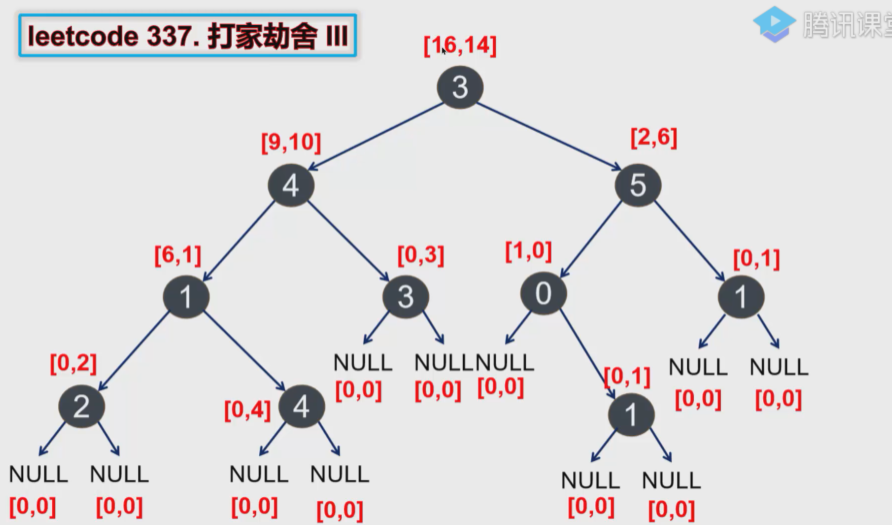 leetcode 337. 打家劫舍 III
腾讯课堂
[16,14]
3
[9,10]
[2,6]
4
5
[6,1]
[0,3]
[1,0]
[0,1]
1
3
0
1
NULL
NULL
NULL
NULL
NULL
[0,0]
[0,0]
[0,0]
[0,0]
[0,0]
[0,2]
[0,4]
[0,1]
2
4
1
NULL
NULL
NULL
NULL
NULL
NULL
[0,0]
[0,0]
[0,0]
[0,0]
[0,0]
[0,0]